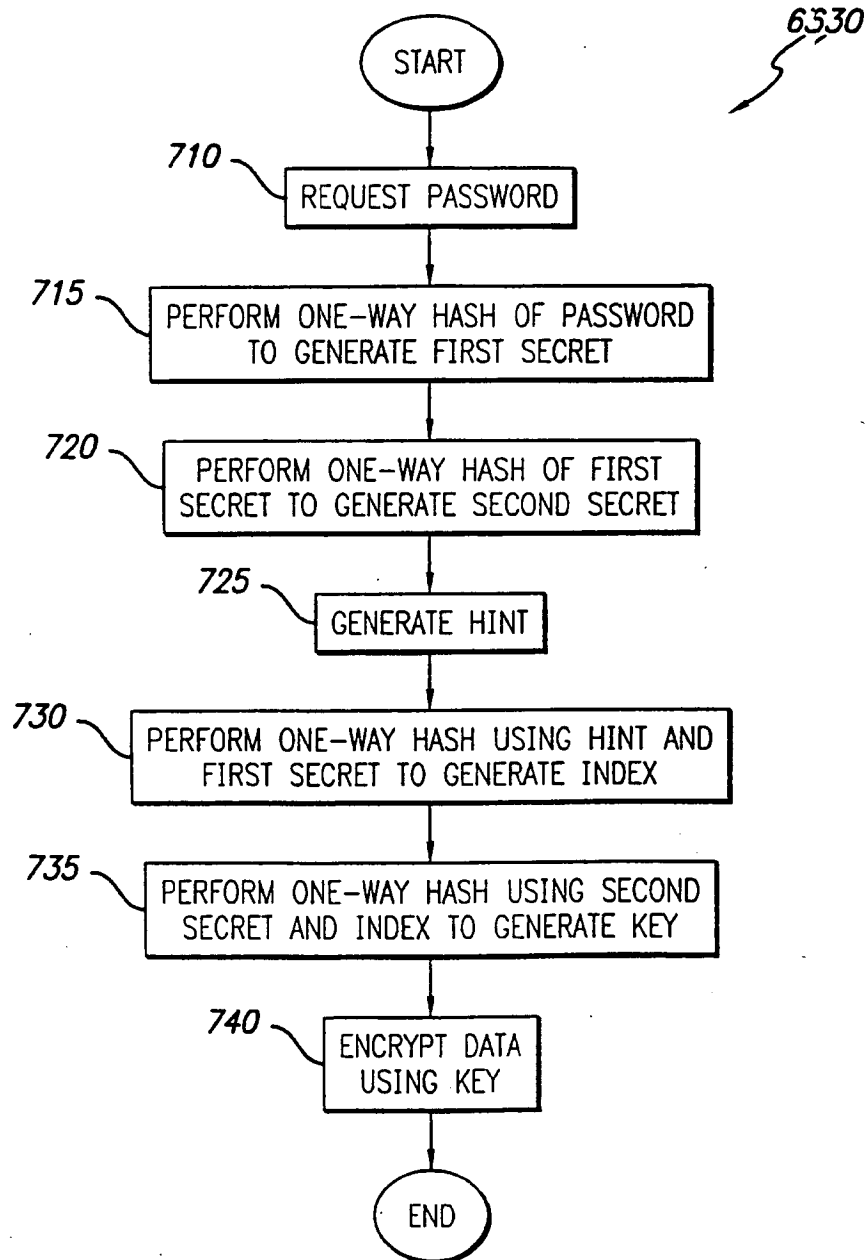 6330
START
710
REQUEST PASSWORD
715
PERFORM ONE-WAY HASH OF PASSWORD
TO GENERATE FIRST SECRET
720
PERFORM ONE-WAY HASH OF FIRST
SECRET TO GENERATE SECOND SECRET
725
GENERATE HINT
730
PERFORM ONE-WAY HASH USING HINT AND
FIRST SECRET TO GENERATE INDEX
735
PERFORM ONE-WAY HASH USING SECOND
SECRET AND INDEX TO GENERATE KEY
740
ENCRYPT DATA
USING KEY
END